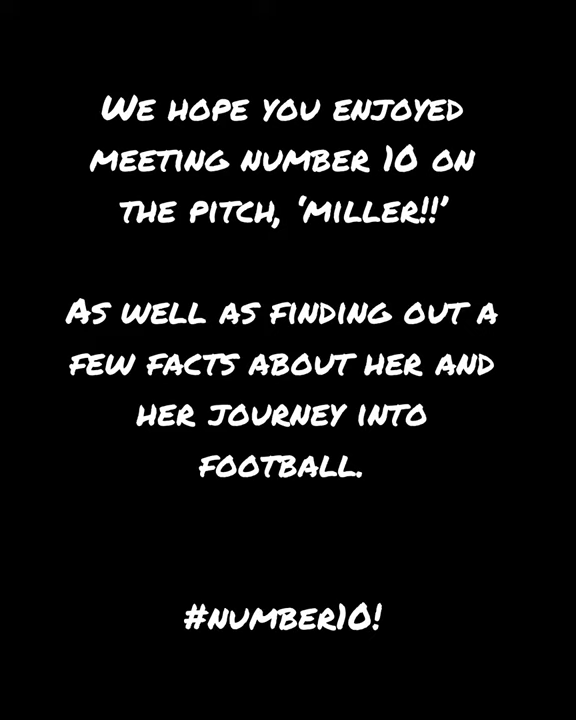 WE HOPE YOU ENJOYED
MEETING NUMBER 10 ON
THE PITCH, 'MILLER!!'
AS WELL AS FINDING OUT A
FEW FACTS ABOUT HER AND
HER JOURNEY INTO
FOOTBALL.
#NUMBER10!